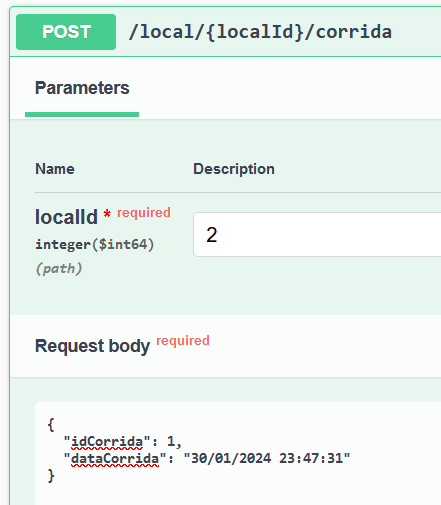 POST /local/{localId}/corrida
Parameters
Name Description
localId * required 2
integer($int64)
(path)
Request body required
{
  "idCorrida": 1,
  "dataCorrida": "30/01/2024 23:47:31"
}